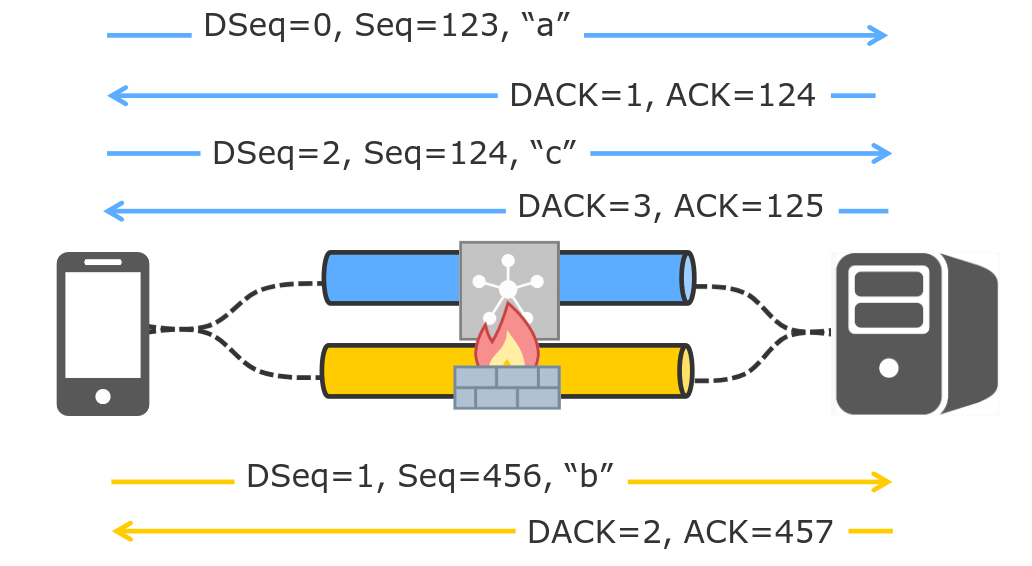 DSeq=0, Seq=123, “a”
DACK=1, ACK=124
DSeq=2, Seq=124, “c”
DACK=3, ACK=125
DSeq=1, Seq=456, “b”
DACK=2, ACK=457